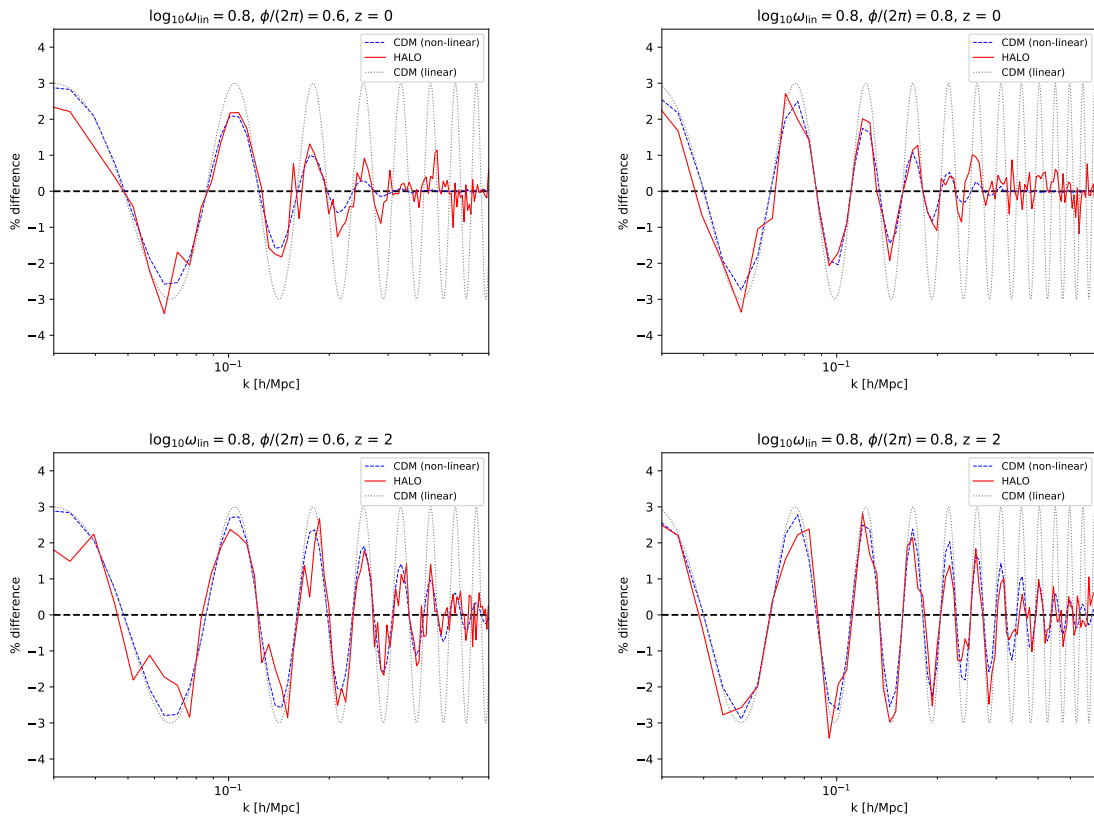 log₁₀ω_lin = 0.8, ϕ/(2π) = 0.6, z = 0
CDM (non-linear)
HALO
CDM (linear)
4
3
2
1
0
−1
−2
−3
−4
% difference
10⁻¹
k [h/Mpc]
log₁₀ω_lin = 0.8, ϕ/(2π) = 0.8, z = 0
CDM (non-linear)
HALO
CDM (linear)
4
3
2
1
0
−1
−2
−3
−4
% difference
10⁻¹
k [h/Mpc]
log₁₀ω_lin = 0.8, ϕ/(2π) = 0.6, z = 2
CDM (non-linear)
HALO
CDM (linear)
4
3
2
1
0
−1
−2
−3
−4
% difference
10⁻¹
k [h/Mpc]
log₁₀ω_lin = 0.8, ϕ/(2π) = 0.8, z = 2
CDM (non-linear)
HALO
CDM (linear)
4
3
2
1
0
−1
−2
−3
−4
% difference
10⁻¹
k [h/Mpc]